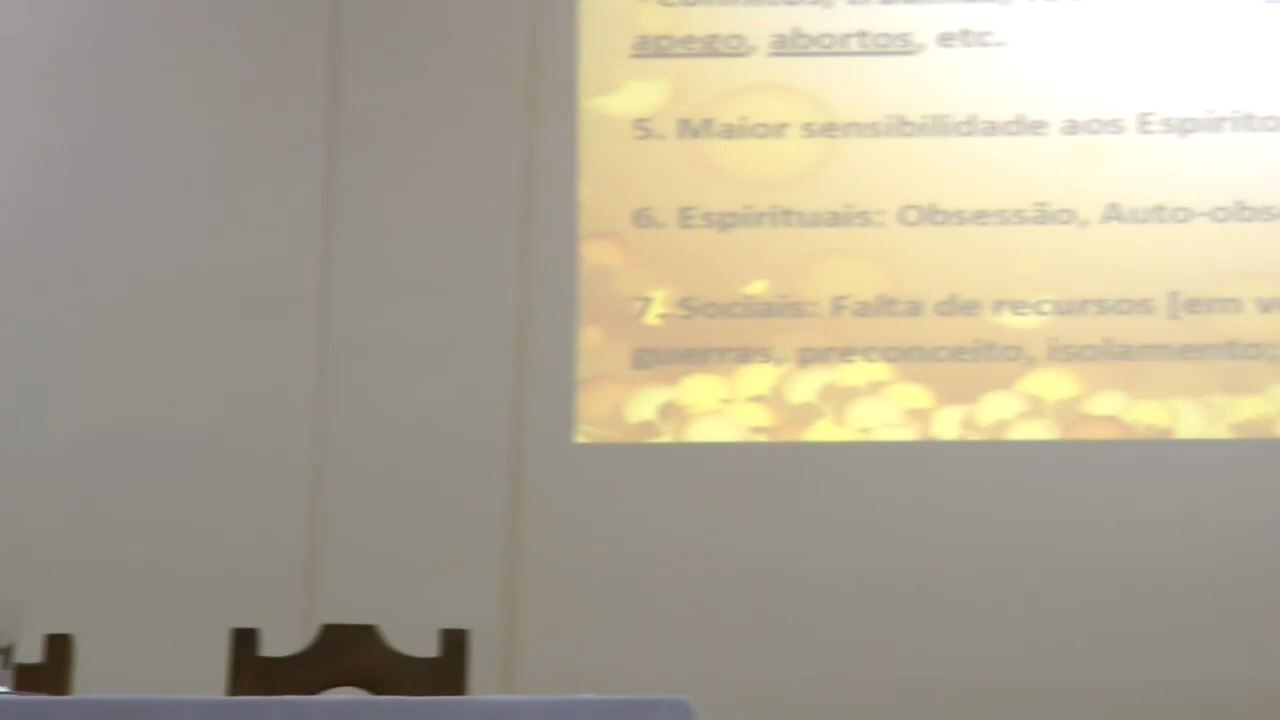 apego, abortos, etc.
5. Maior sensibilidade aos Espírito
6. Espirituais: Obsessão, Auto-obs
7. Sociais: Falta de recursos [em v
guerras, preconceito, isolamento;